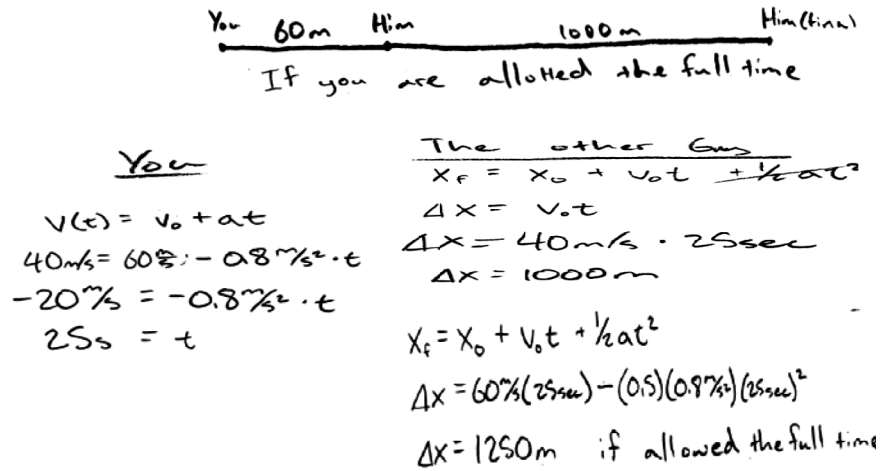 You 60m Him 1000m Him (final)
If you are allotted the full time
You
V(t) = v₀ + at
40m/s = 60m/s - 0.8m/s² · t
-20m/s = -0.8m/s² · t
25s = t
The other Guy
X_f = X₀ + v₀t + ½at²
ΔX = v₀t
ΔX = 40m/s · 25sec
ΔX = 1000m
X_f = X₀ + V₀t + ½at²
ΔX = 60m/s(25sec) - (0.5)(0.8m/s²)(25sec)²
ΔX = 1250m if allowed the full time